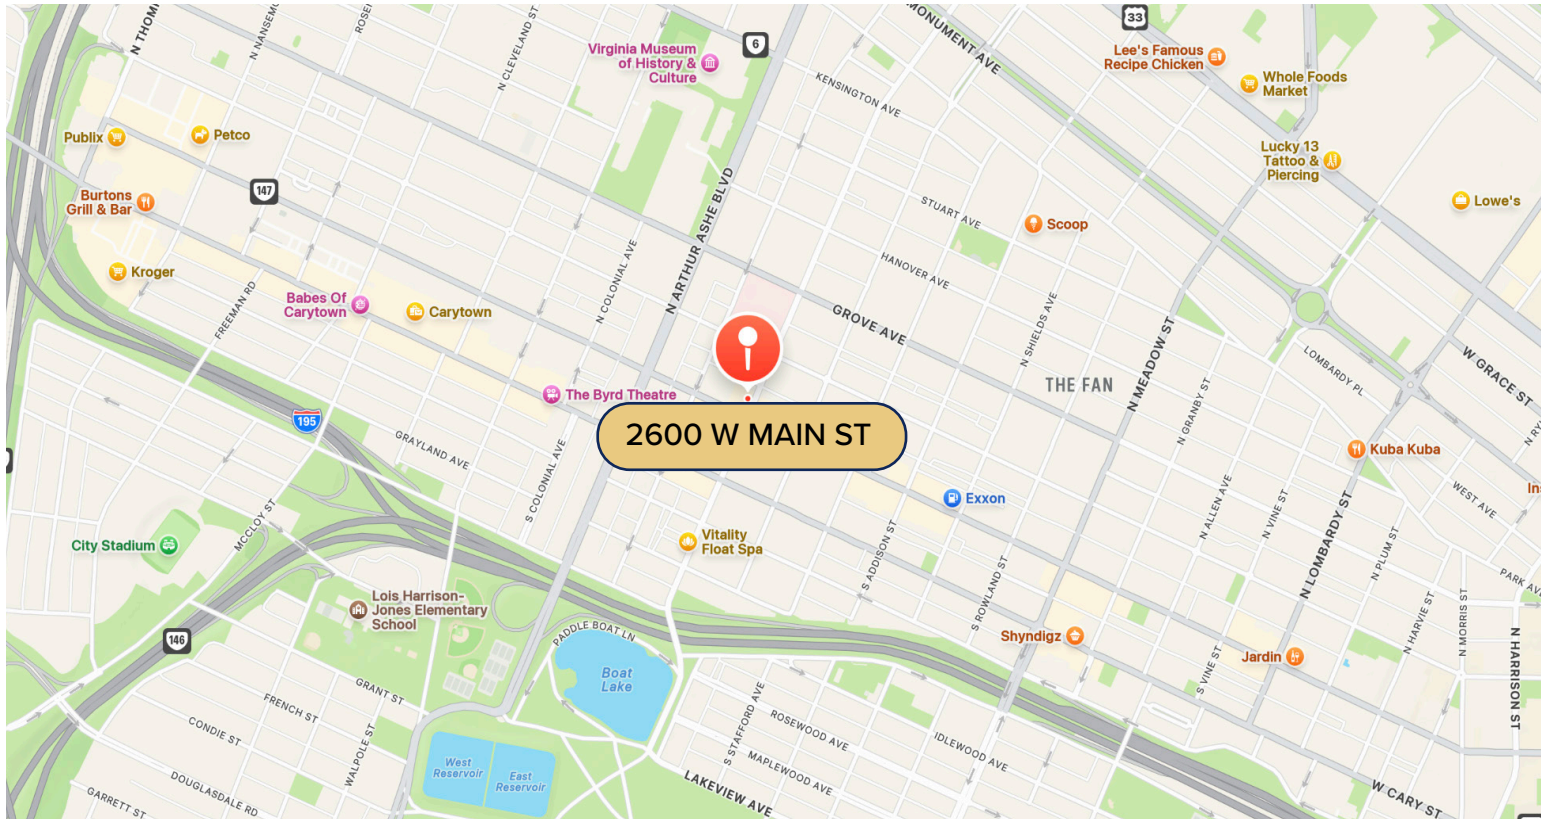 N THOM
N NANSEMO
ROSE
N CLEVELAND ST
Virginia Museum
of History &
Culture
6
MONUMENT AVE
33
Lee's Famous
Recipe Chicken
Whole Foods
Market
KENSINGTON AVE
Publix
Petco
Lucky 13
Tattoo &
Piercing
Burtons
Grill & Bar
147
N ARTHUR ASHE BLVD
STUART AVE
Scoop
Lowe's
Kroger
FREEMAN RD
Babes Of
Carytown
Carytown
N COLONIAL AVE
HANOVER AVE
GROVE AVE
N SHIELDS AVE
N MEADOW ST
LOMBARDY PL
W GRACE ST
THE FAN
The Byrd Theatre
2600 W MAIN ST
195
GRAYLAND AVE
S COLONIAL AVE
N GRANBY ST
N RY
Kuba Kuba
Exxon
WEST AVE
Ins
City Stadium
MCCLOY ST
Vitality
Float Spa
S ADDISON ST
N ALLEN AVE
N VINE ST
N LOMBARDY ST
N PLUM ST
PARK AV
Lois Harrison-
Jones Elementary
School
S ROWLAND ST
N HARVIE ST
N MORRIS ST
N HARRISON ST
146
PADDLE BOAT LN
Shyndigz
Jardin
Boat
Lake
S VINE ST
GRANT ST
FRENCH ST
CONDIE ST
WALPOLE ST
S STAFFORD AVE
ROSEWOOD AVE
IDLEWOOD AVE
MAPLEWOOD AVE
West
Reservoir
East
Reservoir
DOUGLASDALE RD
GARRETT ST
LAKEVIEW AVE
W CARY ST